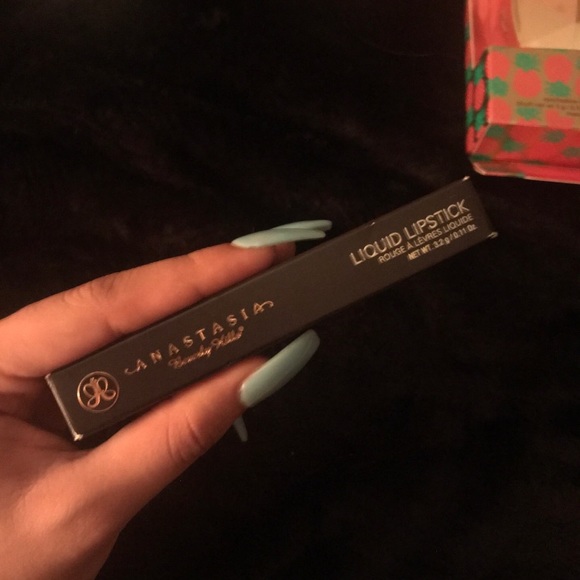 ANASTASIA
Beverly Hills®
LIQUID LIPSTICK
ROUGE À LÈVRES LIQUIDE
NET WT. 3.2 g / 0.11 Oz.